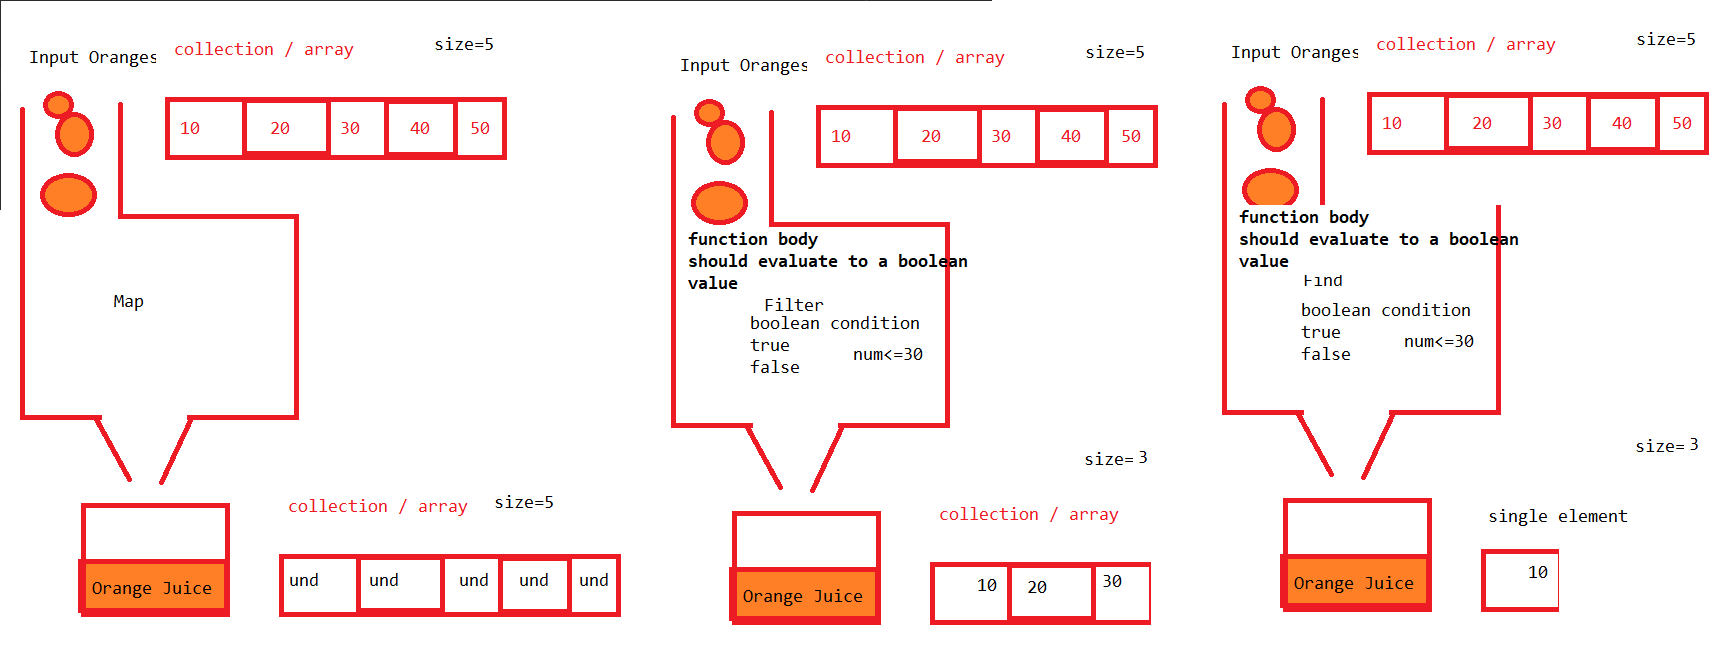 Input Oranges
collection / array
size=5
10 20 30 40 50
Map
collection / array
size=5
und und und und und
Orange Juice
Input Oranges
collection / array
size=5
10 20 30 40 50
function body
should evaluate to a boolean
value
Filter
boolean condition
true
num<=30
false
size= 3
collection / array
10 20 30
Orange Juice
Input Oranges
collection / array
size=5
10 20 30 40 50
function body
should evaluate to a boolean
value
Find
boolean condition
true
num<=30
false
size= 3
single element
10
Orange Juice